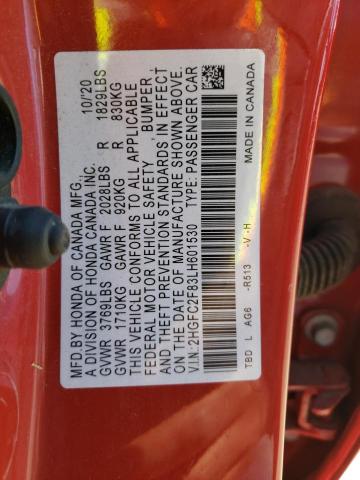 MFD. BY HONDA OF CANADA MFG., 10/20
A DIVISION OF HONDA CANADA INC.
GVWR 3769LBS GAWR F 2028LBS R 1829LBS
GVWR 1710KG GAWR F 920KG R 830KG
THIS VEHICLE CONFORMS TO ALL APPLICABLE
FEDERAL MOTOR VEHICLE SAFETY, BUMPER,
AND THEFT PREVENTION STANDARDS IN EFFECT
ON THE DATE OF MANUFACTURE SHOWN ABOVE.
V.I.N.:2HGFC2F83LH601530 TYPE: PASSENGER CAR
TBD L AG6 -R513 -V-H MADE IN CANADA